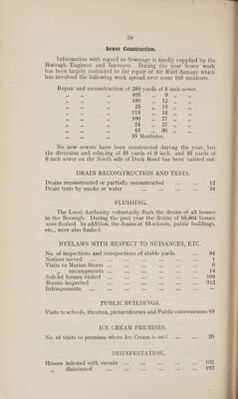 24
Sewer Construction.
Information with regard to Sewerage is kindly supplied by the
Borough Engineer and Surveyor. During the year Sewer work
has been largely restricted to the repair of Air Raid damage which
has involved the following work spread over some 108 incidents.
Repair and reconstruction of 288 yards of 6 inch sewer.
,, ,, ,, 408 ,, 9 ,, ,,
,, ,, ,, 180 ,, 12 ,, ,,
,, ,, ,, 28 ,, 15 ,, ,,
,, ,, ,, 115 ,, 18 ,, ,,
,, ,, ,, 100 ,, 21 ,, ,,
,, ,, ,, 24 ,, 27 ,, ,,
,, ,, ,, 43 ,, 36 ,, ,,
,, ,, ,, 35 Manholes.
No new sewers have been constructed during the year, but
the diversion and relaying of 48 yards of 9 inch, and 36 yards of
6 inch sewer on the North side of Dock Road has been carried out.
DRAIN RECONSTRUCTION AND TESTS.
Drains reconstructed or partially reconstructed ... ... 12
Drain tests by smoke or water ... ... ... 34
FLUSHING.
The Local Authority voluntarily flush the drains of all houses
in the Borough. During the past year the drains of 10,004 houses
were flushed. In addition, the drains at 96 schools, public buildings,
etc., were also flushed.
BYELAWS WITH RESPECT TO NUISANCES, ETC.
No. of inspections and reinspections of stable yards ... 64
Notices served ... ... ... ... 1
Visits to Marine Stores ... ... ... ... 6
,, encampments ... ... ... ... 14
Sub-let houses visited ... ... ... ... 104
Rooms inspected ... ... ... ... 312
Infringements ... ... ... ... —
PUBLIC BUILDINGS.
Visits to schools, theatres, picturedromes and Public conveniences 68
ICE CREAM PREMISES.
No. of visits to premises where Ice Cream is sold ... 20
DISINFESTATION.
Houses infested with vermin ... ... ... ... 102
,, disinfested ... ... ... ... 102